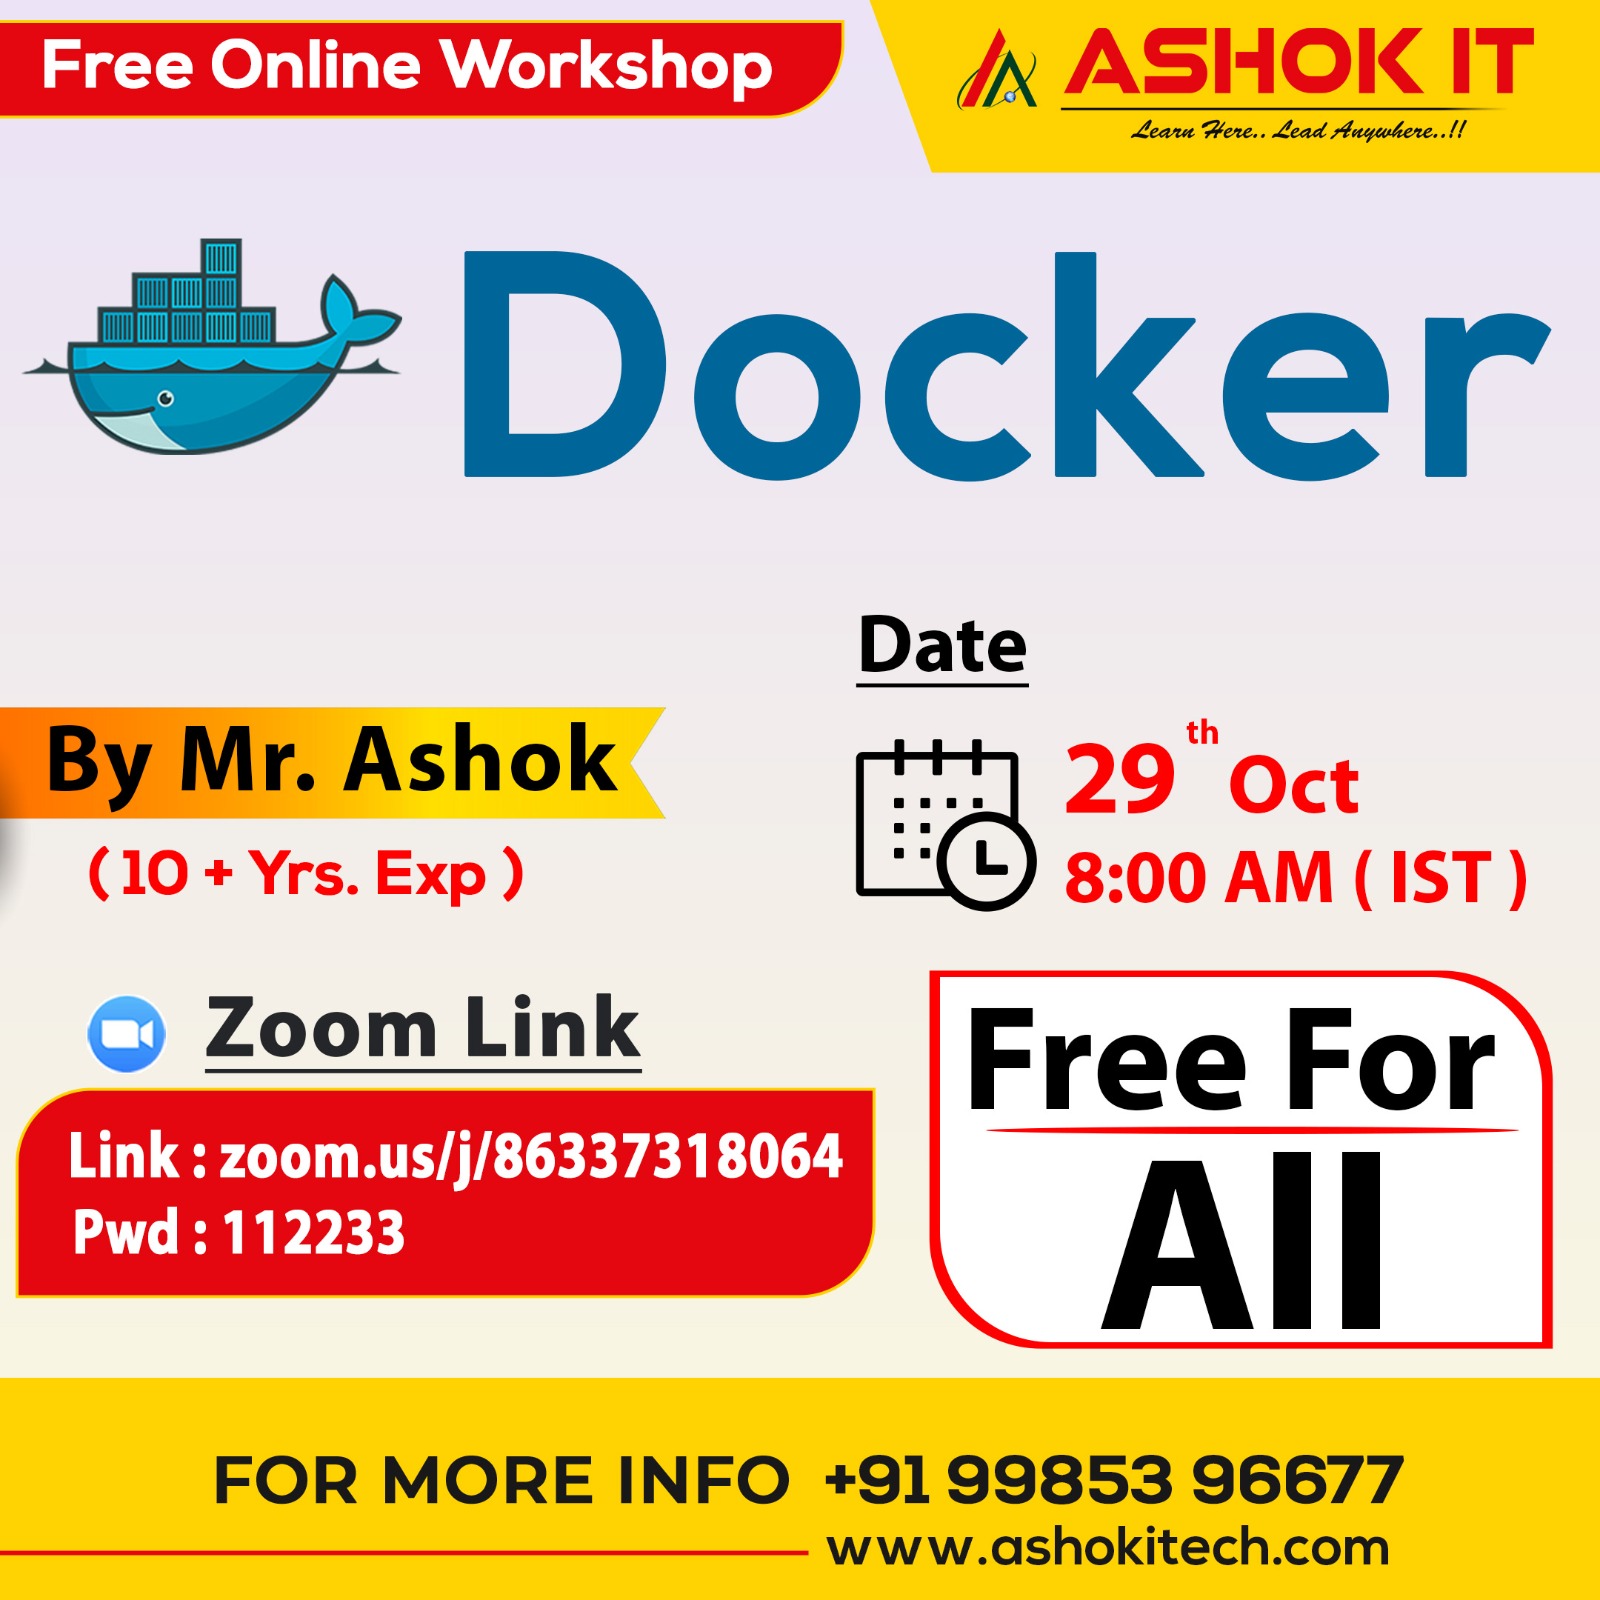 Free Online Workshop
ASHOK IT
Learn Here.. Lead Anywhere..!!
Docker
Date
By Mr. Ashok
( 10 + Yrs. Exp )
29th Oct
8:00 AM ( IST )
Zoom Link
Link : zoom.us/j/86337318064
Pwd : 112233
Free For
All
FOR MORE INFO +91 99853 96677
www.ashokitech.com